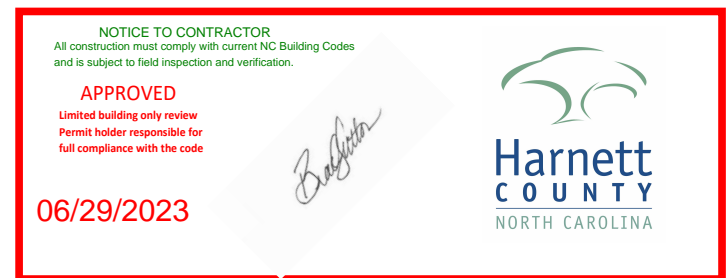 NOTICE TO CONTRACTOR
All construction must comply with current NC Building Codes
and is subject to field inspection and verification.
APPROVED
Limited building only review
Permit holder responsible for
full compliance with the code
06/29/2023
Harnett
COUNTY
NORTH CAROLINA